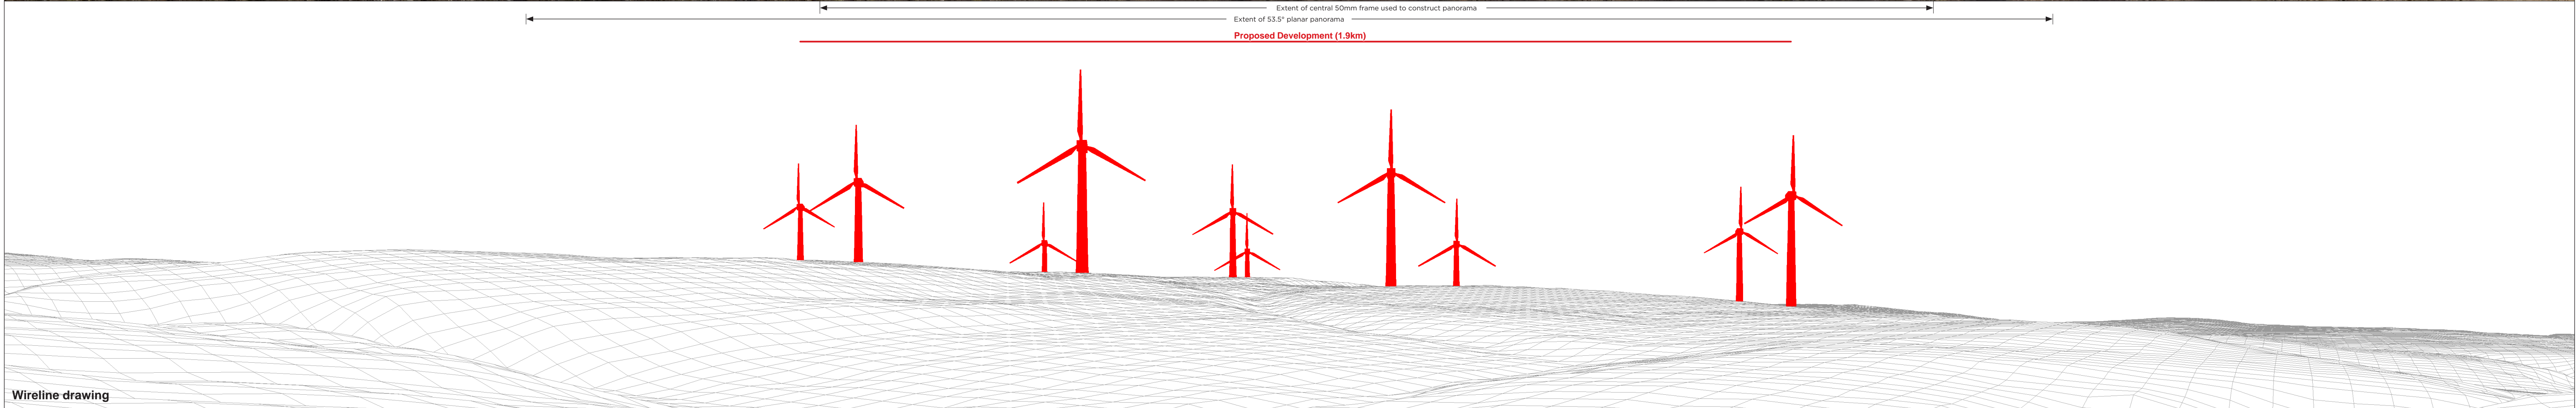 Extent of central 50mm frame used to construct panorama
Extent of 53.5° planar panorama
Proposed Development (1.9km)
Wireline drawing